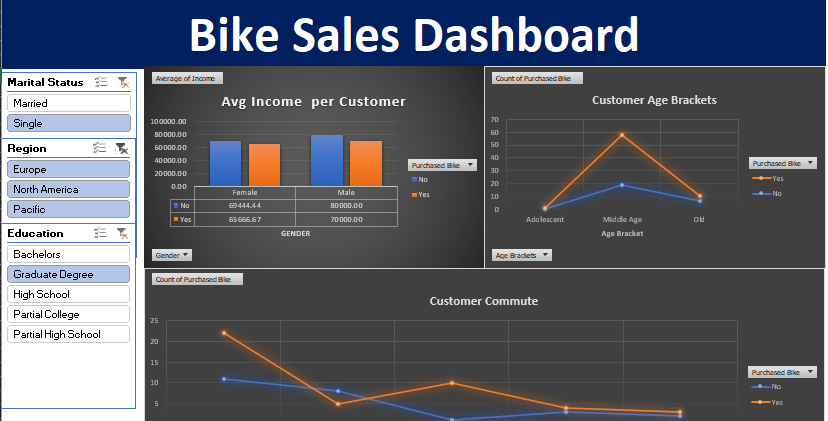 Bike Sales Dashboard
Marital Status
Married
Single
Region
Europe
North America
Pacific
Education
Bachelors
Graduate Degree
High School
Partial College
Partial High School
Average of Income
Avg Income per Customer
100000.00
80000.00
60000.00
40000.00
20000.00
0.00
Female Male
No 69444.44 80000.00
Yes 65666.67 70000.00
GENDER
Purchased Bike
No
Yes
Gender
Count of Purchased Bike
Customer Age Brackets
70
60
50
40
30
20
10
0
Adolescent Middle Age Old
Age Bracket
Purchased Bike
Yes
No
Age Brackets
Count of Purchased Bike
Customer Commute
25
20
15
10
5
Purchased Bike
No
Yes